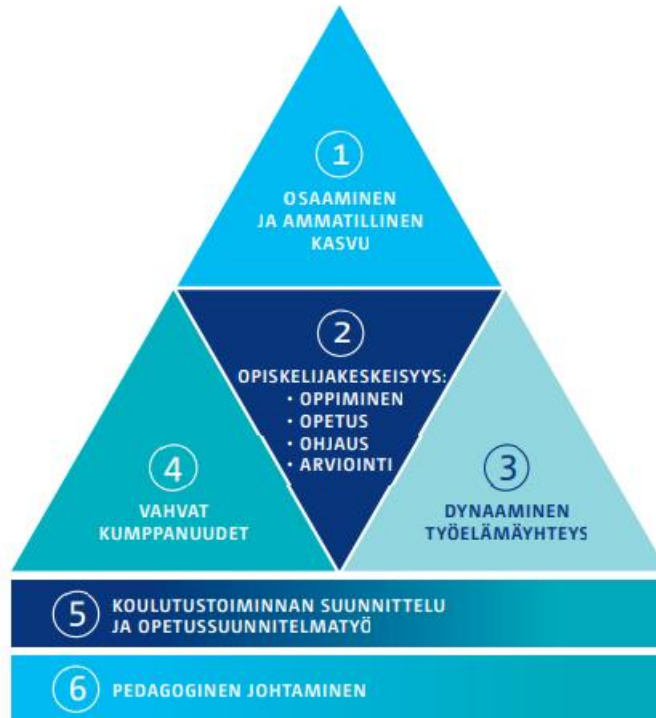 1
OSAAMINEN
JA AMMATILLINEN
KASVU
2
OPISKELIJAKESKEISYYS:
• OPPIMINEN
• OPETUS
• OHJAUS
• ARVIOINTI
4
VAHVAT
KUMPPANUUDET
3
DYNAAMINEN
TYÖELÄMÄYHTEYS
5
KOULUTUSTOIMINNAN SUUNNITTELU
JA OPETUSSUUNNITELMATYÖ
6
PEDAGOGINEN JOHTAMINEN